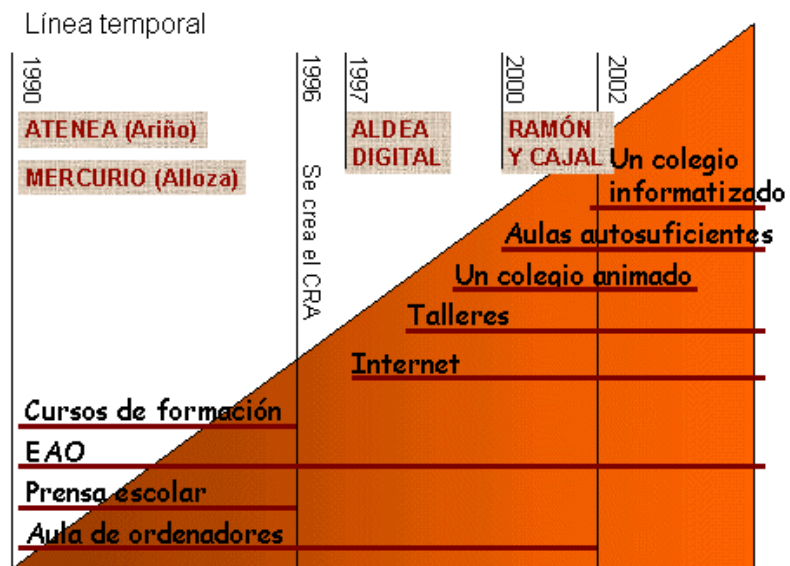 Línea temporal
1990
1996
1997
2000
2002
ATENEA (Ariño)
MERCURIO (Alloza)
Se crea el CRA
ALDEA
DIGITAL
RAMÓN
Y CAJAL
Un colegio
informatizado
Aulas autosuficientes
Un colegio animado
Talleres
Internet
Cursos de formación
EAO
Prensa escolar
Aula de ordenadores